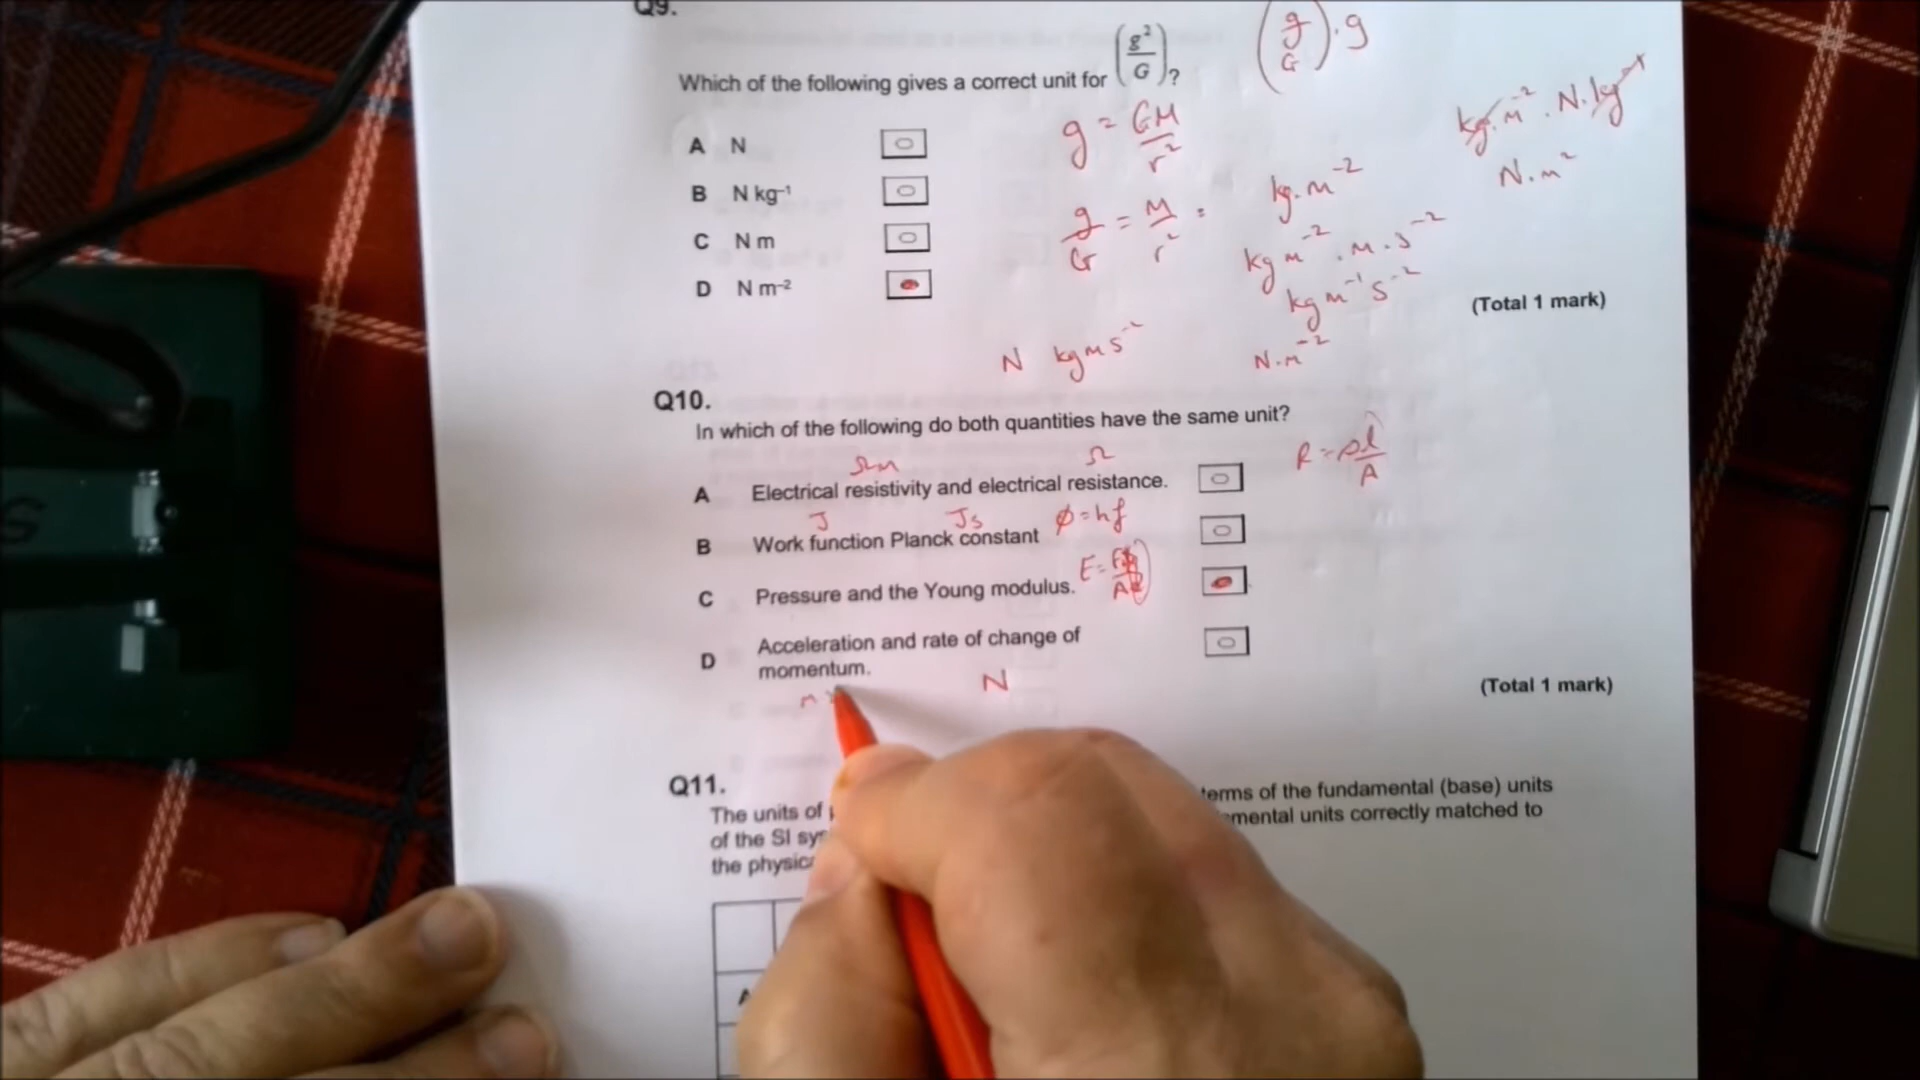 Q9.
Which of the following gives a correct unit for (g²/G)?
(g/G).g
A N
B N kg⁻¹
C N m
D N m⁻²
g = GM/r²
g/G = M/r² =
kg.m⁻²
kg m⁻² . m . s⁻²
kg m⁻¹ s⁻²
N.m⁻²
kg.m⁻² . N.kg⁻¹
N.m²
N kgms⁻²
(Total 1 mark)
Q10.
In which of the following do both quantities have the same unit?
Ωm Ω
A Electrical resistivity and electrical resistance.
R = ρl/A
J Js ϕ=hf
B Work function Planck constant
C Pressure and the Young modulus.
E =
D Acceleration and rate of change of
momentum.
N
(Total 1 mark)
Q11.
The units of
terms of the fundamental (base) units
of the SI
mental units correctly matched to
the
A